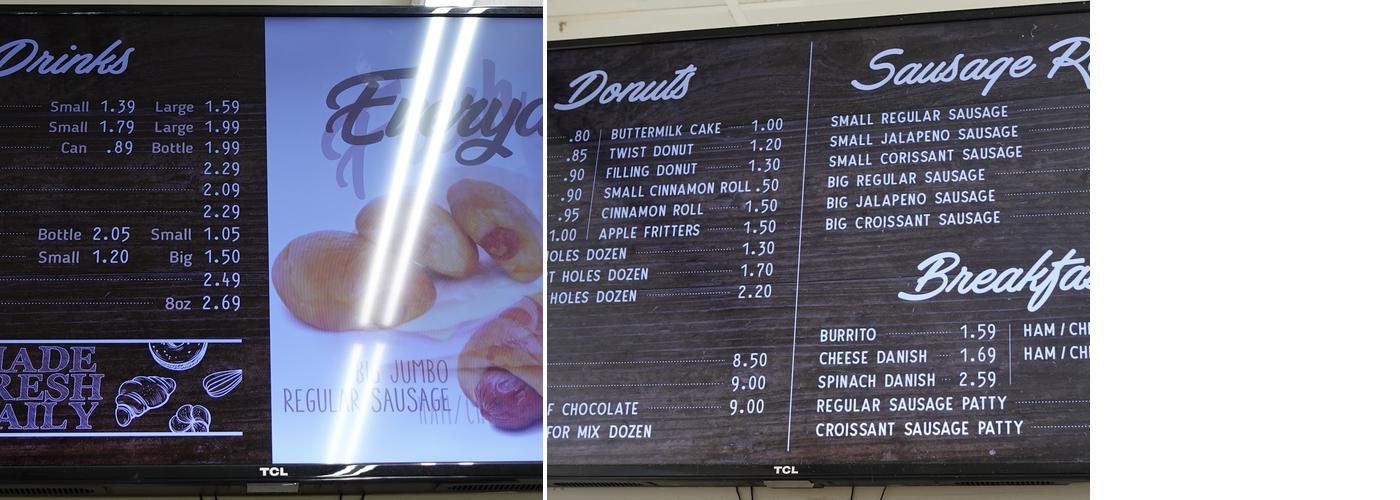 Drinks
Small 1.39 Large 1.59
Small 1.79 Large 1.99
Can .89 Bottle 1.99
2.29
2.09
2.29
Bottle 2.05 Small 1.05
Small 1.20 Big 1.50
2.49
8oz 2.69
BIG JUMBO
REGULAR SAUSAGE
TCL
Donuts
.80 BUTTERMILK CAKE 1.00
.85 TWIST DONUT 1.20
.90 FILLING DONUT 1.30
.90 SMALL CINNAMON ROLL .50
.95 CINNAMON ROLL 1.50
1.00 APPLE FRITTERS 1.50
HOLES DOZEN 1.30
T HOLES DOZEN 1.70
HOLES DOZEN 2.20
8.50
9.00
F CHOCOLATE 9.00
FOR MIX DOZEN
Sausage R
SMALL REGULAR SAUSAGE
SMALL JALAPENO SAUSAGE
SMALL CORISSANT SAUSAGE
BIG REGULAR SAUSAGE
BIG JALAPENO SAUSAGE
BIG CROISSANT SAUSAGE
Breakfa
BURRITO 1.59 HAM / CH
CHEESE DANISH 1.69 HAM / CH
SPINACH DANISH 2.59
REGULAR SAUSAGE PATTY
CROISSANT SAUSAGE PATTY
TCL